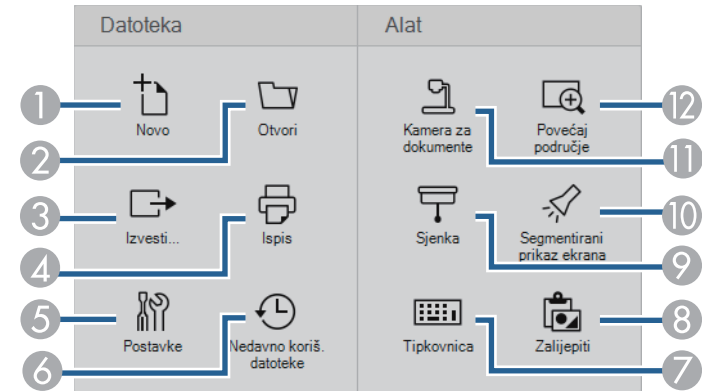 Datoteka
Alat
1
Novo
Otvori
2
Kamera za
dokumente
Povećaj
područje
12
11
3
Izvesti...
Ispis
4
Sjenka
Segmentirani
prikaz ekrana
10
9
5
Postavke
Nedavno koriš.
datoteke
6
Tipkovnica
Zalijepiti
8
7